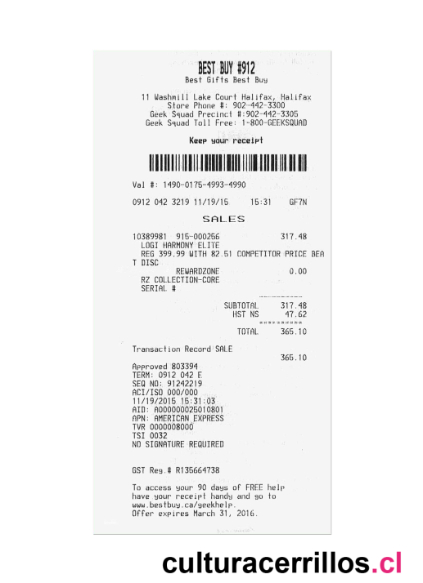 BEST BUY #912
Best Gifts Best Buy
11 Washmill Lake Court Halifax, Halifax
Store Phone #: 902-442-3300
Geek Squad Precinct #:902-442-3305
Geek Squad Toll Free: 1-800-GEEKSQUAD
Keep your receipt
Val #: 1490-0175-4993-4990
0912 042 3219 11/19/15 15:31 GF7N
SALES
10389981 915-000256 317.48
LOGI HARMONY ELITE
REG 399.99 WITH 82.51 COMPETITOR PRICE BEA
T DISC
REWARDZONE 0.00
RZ COLLECTION-CORE
SERIAL #
SUBTOTAL 317.48
HST NS 47.62
TOTAL 365.10
Transaction Record SALE
365.10
Approved 803394
TERM: 0912 042 E
SEQ NO: 91242219
ACI/ISO 000/000
11/19/2015 15:31:03
AID: A000000025010801
APN: AMERICAN EXPRESS
TVR 0000008000
TSI 0032
NO SIGNATURE REQUIRED
GST Reg.# R135664738
To access your 90 days of FREE help
have your receipt handy and go to
www.bestbuy.ca/geekhelp.
Offer expires March 31, 2016.
culturacerrillos.cl